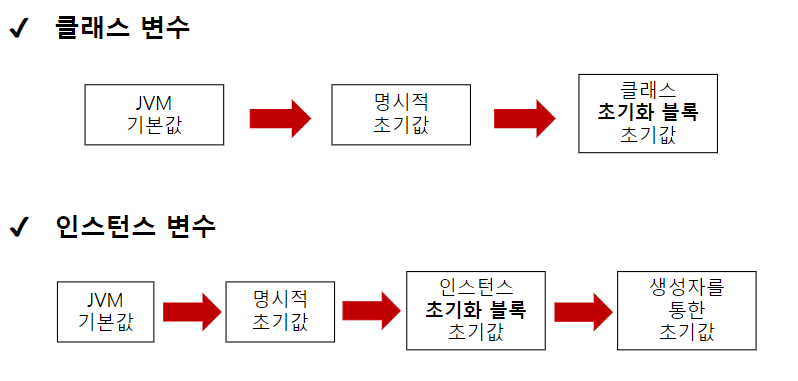 ✓ 클래스 변수
JVM
기본값
명시적
초기값
클래스
초기화 블록
초기값
✓ 인스턴스 변수
JVM
기본값
명시적
초기값
인스턴스
초기화 블록
초기값
생성자를
통한
초기값